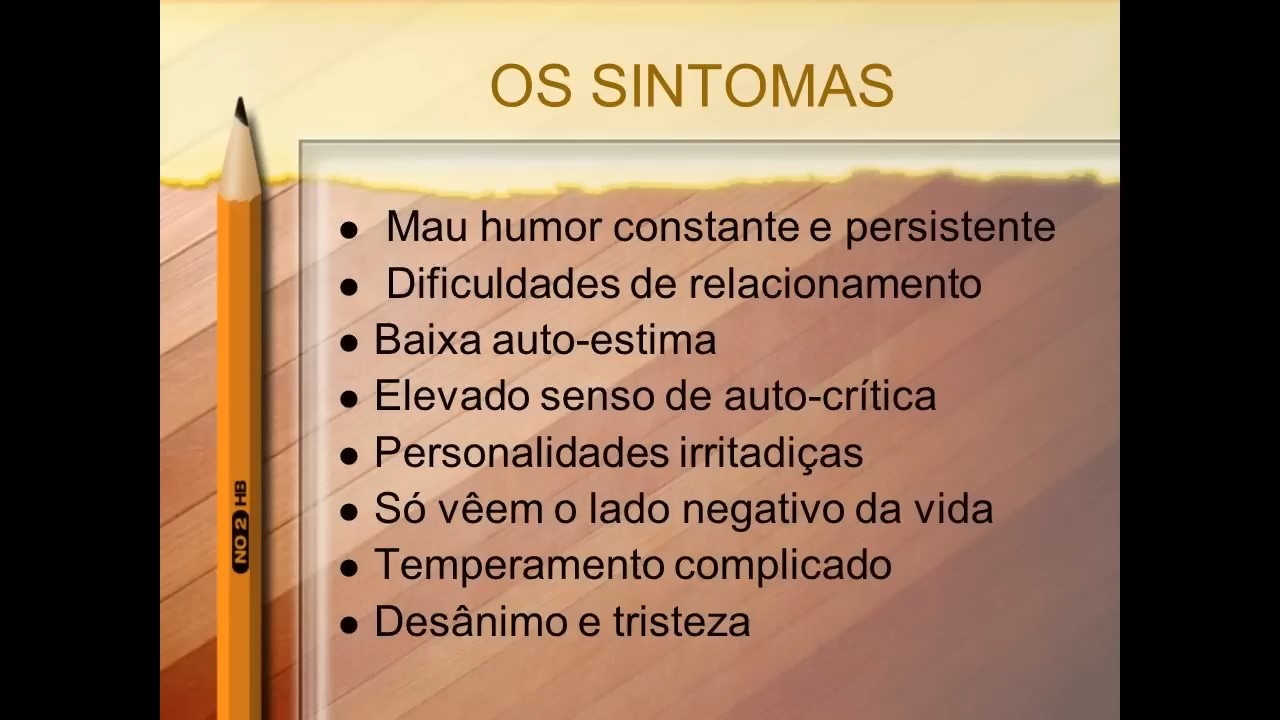 OS SINTOMAS
● Mau humor constante e persistente
● Dificuldades de relacionamento
● Baixa auto-estima
● Elevado senso de auto-crítica
● Personalidades irritadiças
● Só vêem o lado negativo da vida
● Temperamento complicado
● Desânimo e tristeza
NO 2 HB